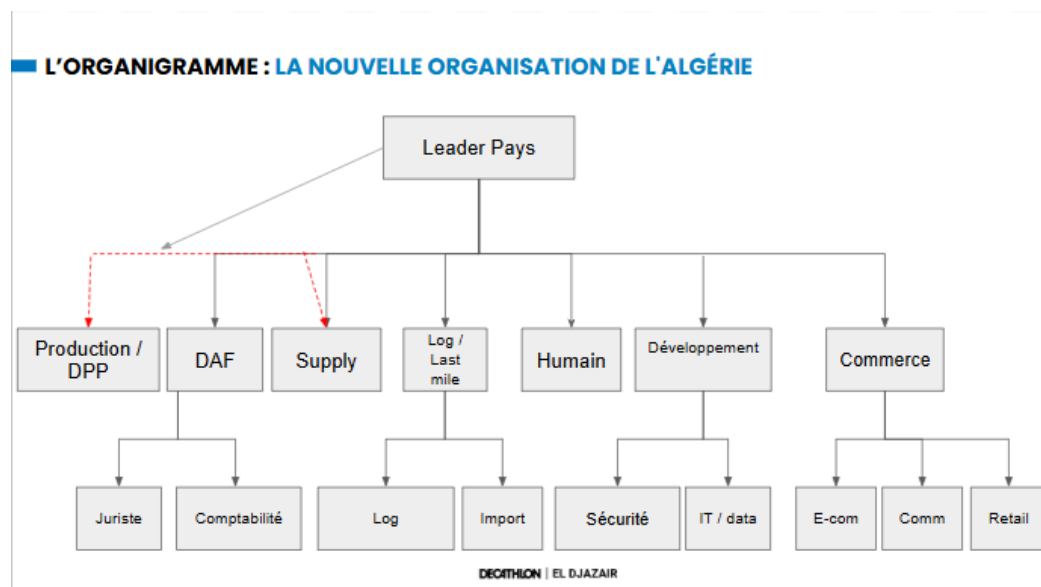 L'ORGANIGRAMME : LA NOUVELLE ORGANISATION DE L'ALGÉRIE
Leader Pays
Production /
DPP
DAF
Supply
Log /
Last
mile
Humain
Développement
Commerce
Juriste
Comptabilité
Log
Import
Sécurité
IT / data
E-com
Comm
Retail
DECATHLON | EL DJAZAIR